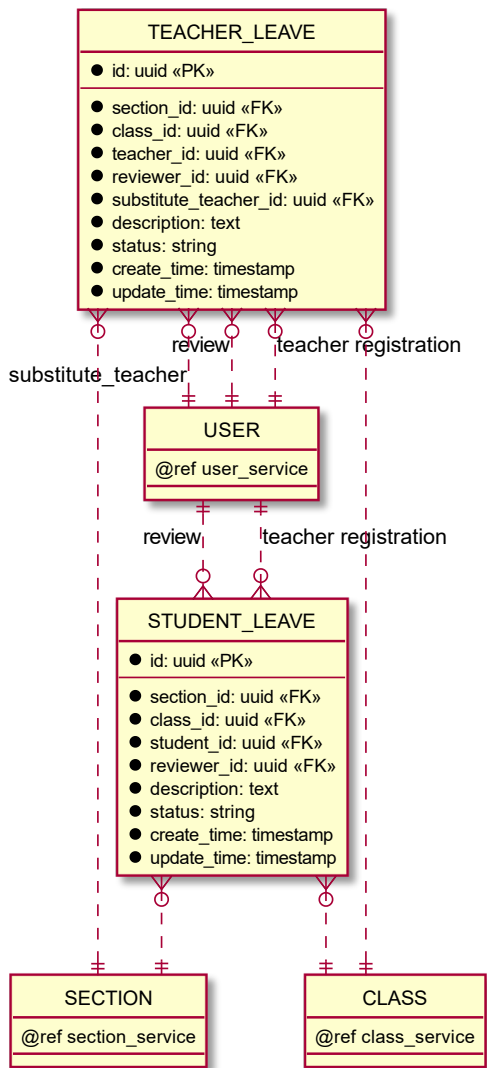 TEACHER_LEAVE
id: uuid «PK»
section_id: uuid «FK»
class_id: uuid «FK»
teacher_id: uuid «FK»
reviewer_id: uuid «FK»
substitute_teacher_id: uuid «FK»
description: text
status: string
create_time: timestamp
update_time: timestamp
review
teacher registration
substitute_teacher
USER
@ref user_service
review
teacher registration
STUDENT_LEAVE
id: uuid «PK»
section_id: uuid «FK»
class_id: uuid «FK»
student_id: uuid «FK»
reviewer_id: uuid «FK»
description: text
status: string
create_time: timestamp
update_time: timestamp
SECTION
@ref section_service
CLASS
@ref class_service